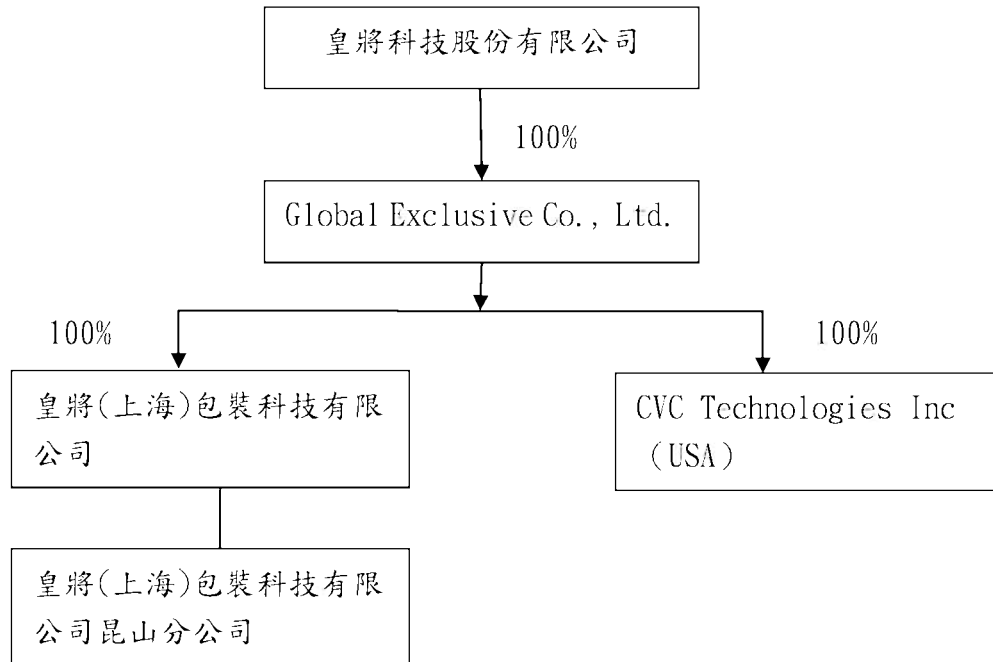 皇將科技股份有限公司
100%
Global Exclusive Co., Ltd.
100%
100%
皇將(上海)包裝科技有限
公司
CVC Technologies Inc
(USA)
皇將(上海)包裝科技有限
公司昆山分公司